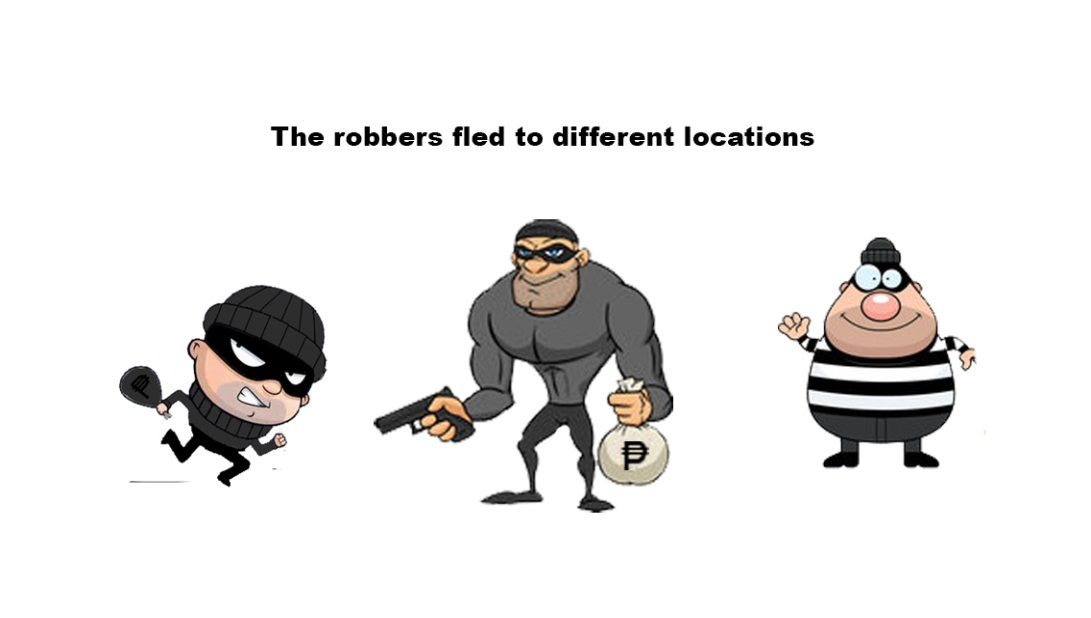 The robbers fled to different locations
₱
₱